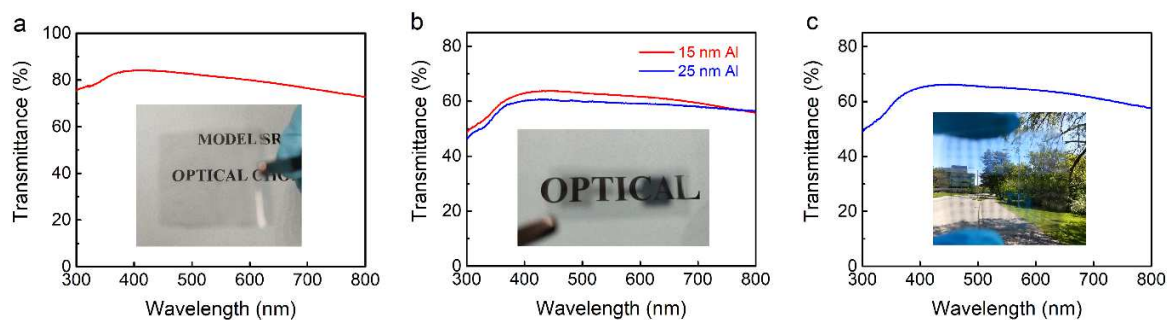 a
Transmittance (%)
100
80
60
40
20
0
MODEL SR
OPTICAL
300 400 500 600 700 800
Wavelength (nm)
b
Transmittance (%)
80
60
40
20
0
15 nm Al
25 nm Al
OPTICAL
300 400 500 600 700 800
Wavelength (nm)
c
Transmittance (%)
80
60
40
20
0
300 400 500 600 700 800
Wavelength (nm)